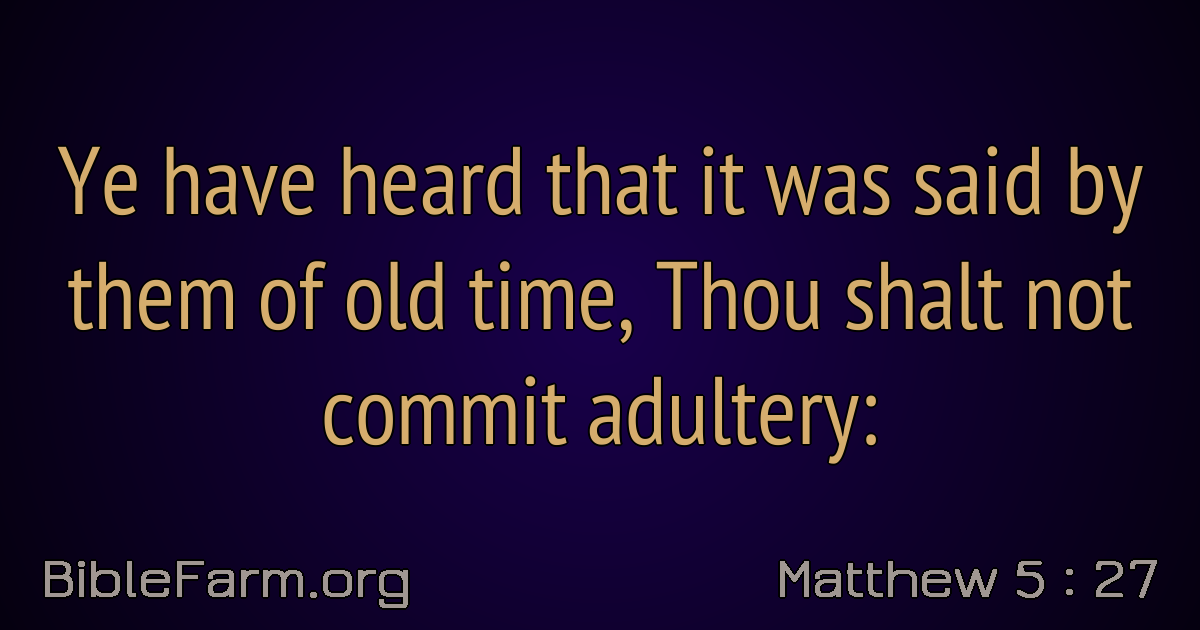 Ye have heard that it was said by
them of old time, Thou shalt not
commit adultery:
BibleFarm.org
Matthew 5 : 27